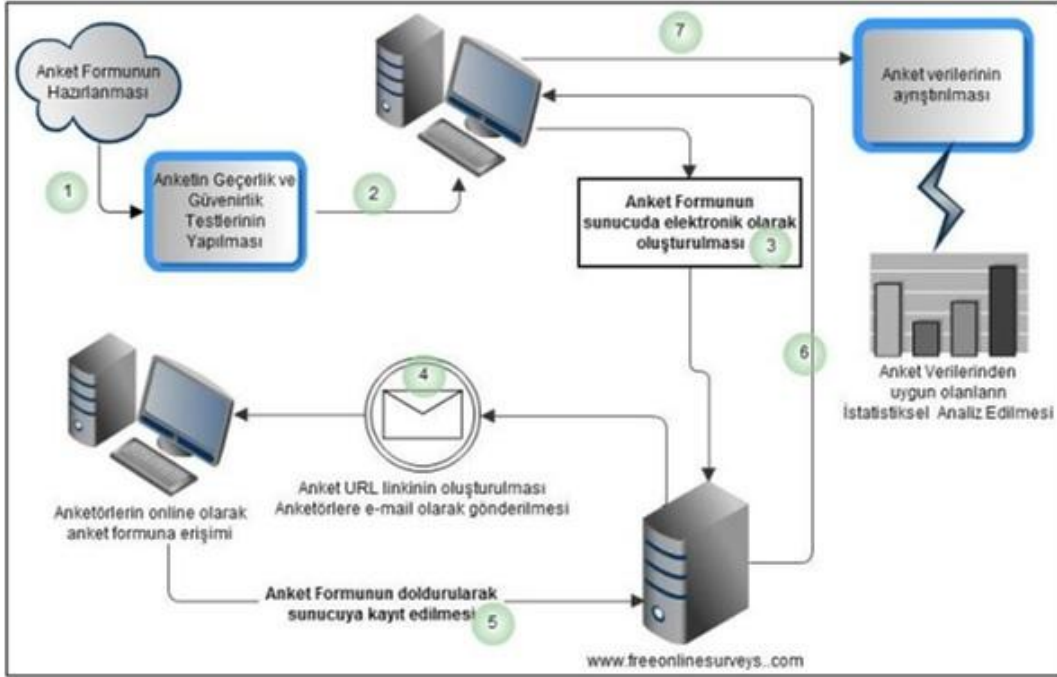 Anket Formunun
Hazırlanması
1
Anketin Geçerlik ve
Güvenirlik
Testlerinin
Yapılması
2
7
Anket verilerinin
ayrıştırılması
Anket Formunun
sunucuda elektronik olarak
oluşturulması
3
6
Anket Verilerinden
uygun olanların
İstatistiksel Analiz Edilmesi
4
Anket URL linkinin oluşturulması
Anketörlere e-mail olarak gönderilmesi
Anketörlerin online olarak
anket formuna erişimi
Anket Formunun doldurularak
sunucuya kayıt edilmesi
5
www.freeonlinesurveys..com